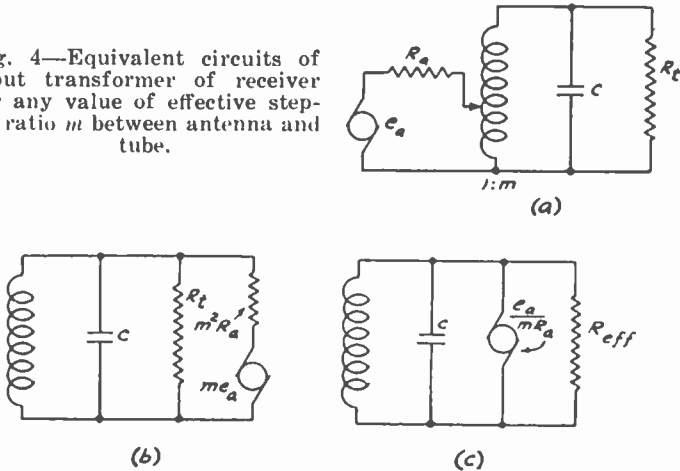 4—Equivalent circuits of
transformer of receiver
any value of effective step-
ratio m between antenna and
tube.
Ra
ea
C
Rt
1:m
(a)
C
Rt
m²Ra
mea
(b)
C
ea
mRa
Reff
(c)